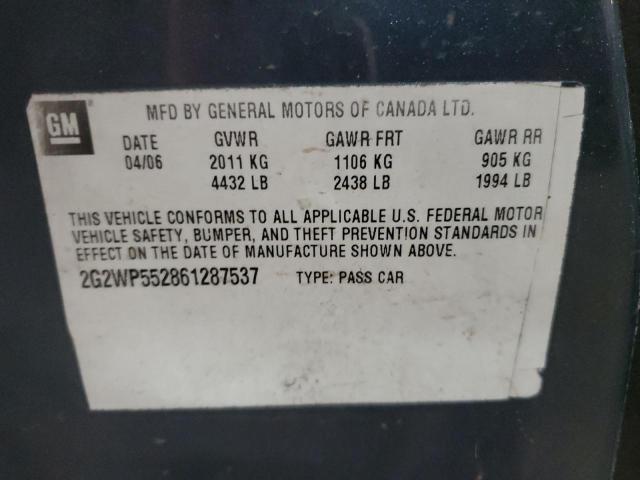 GM
MFD BY GENERAL MOTORS OF CANADA LTD.
DATE GVWR GAWR FRT GAWR RR
04/06 2011 KG 1106 KG 905 KG
4432 LB 2438 LB 1994 LB
THIS VEHICLE CONFORMS TO ALL APPLICABLE U.S. FEDERAL MOTOR
VEHICLE SAFETY, BUMPER, AND THEFT PREVENTION STANDARDS IN
EFFECT ON THE DATE OF MANUFACTURE SHOWN ABOVE.
2G2WP552861287537 TYPE: PASS CAR